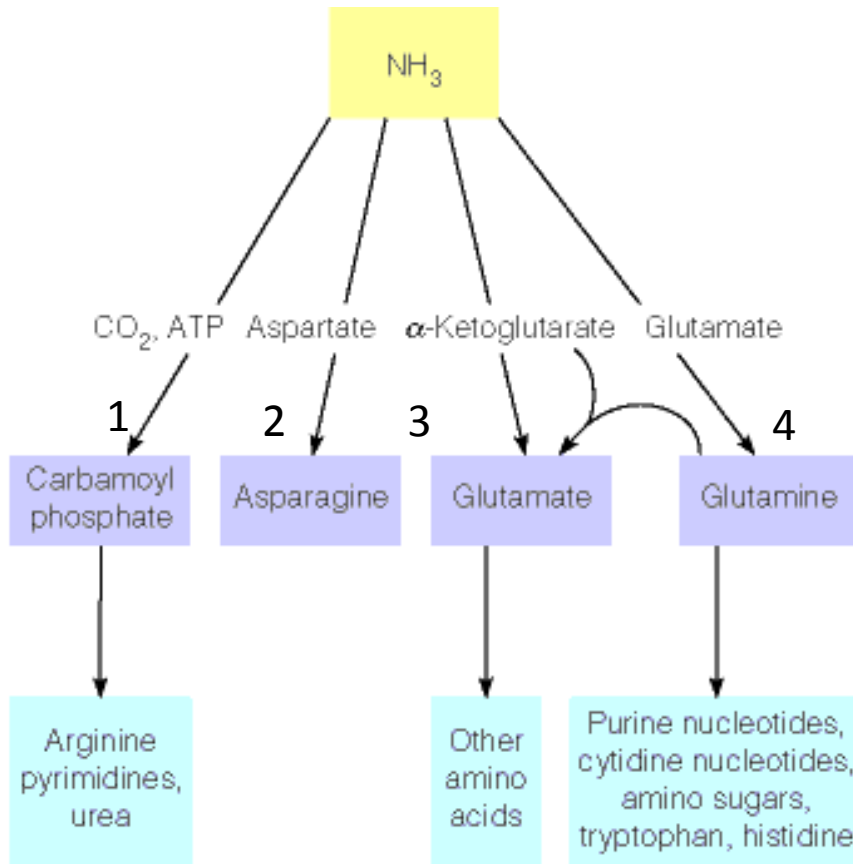 NH₃
CO₂, ATP Aspartate α-Ketoglutarate Glutamate
1 2 3 4
Carbamoyl
phosphate
Asparagine
Glutamate
Glutamine
Arginine
pyrimidines,
urea
Other
amino
acids
Purine nucleotides,
cytidine nucleotides,
amino sugars,
tryptophan, histidine